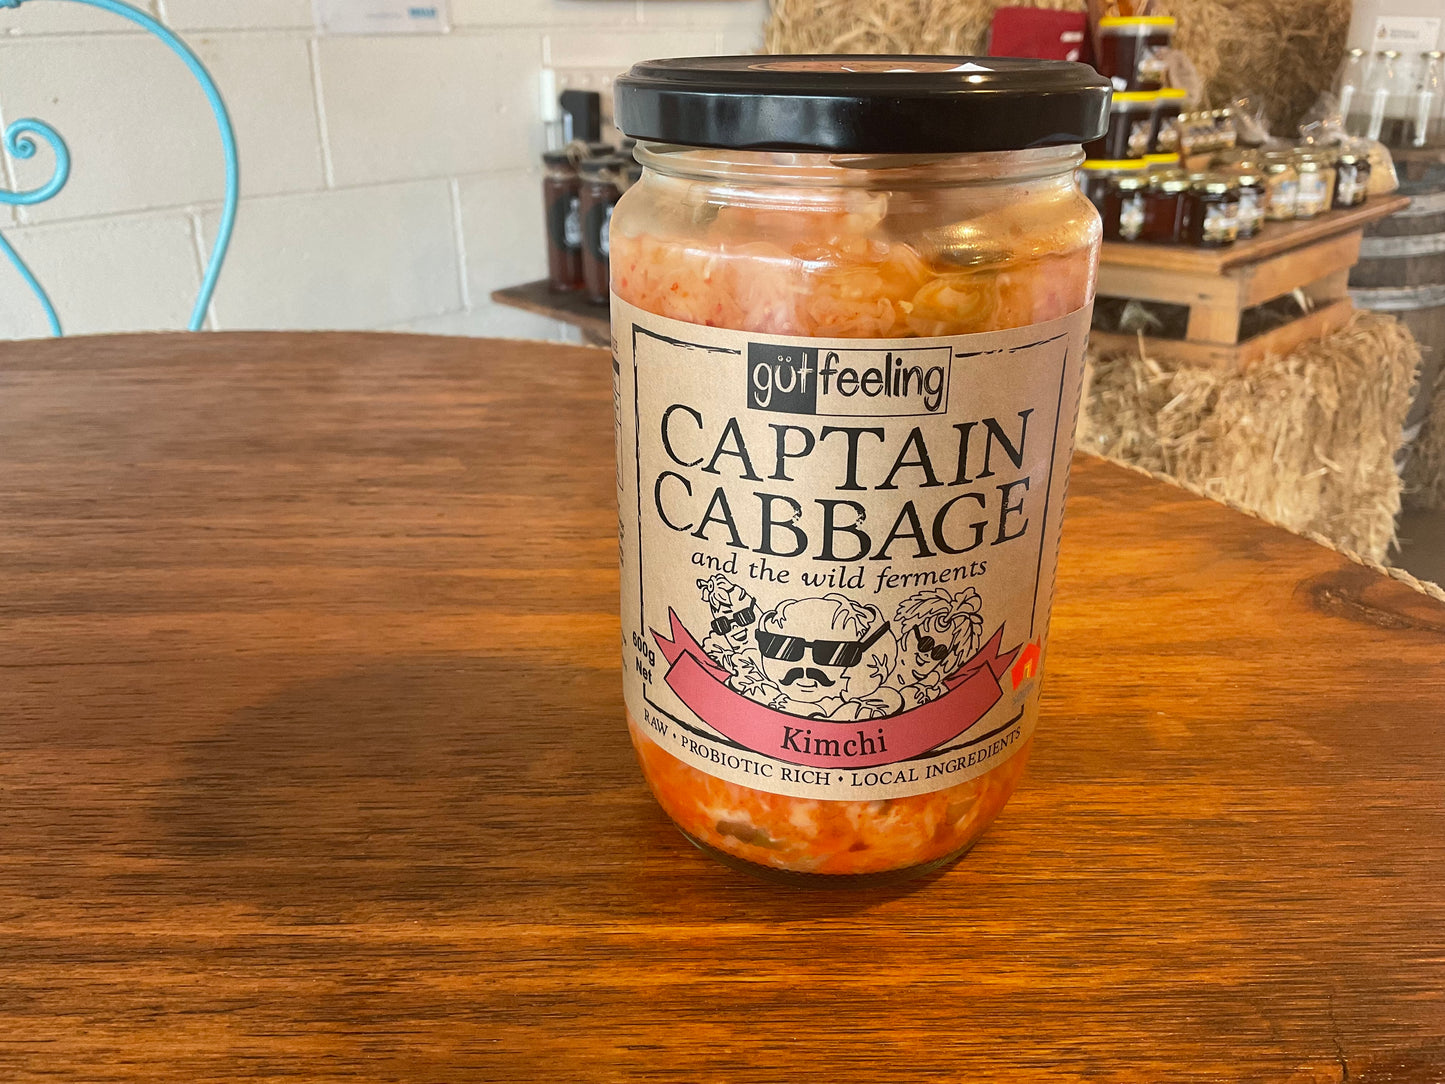 gütfeeling
CAPTAIN
CABBAGE
and the wild ferments
600g
Net
Kimchi
RAW • PROBIOTIC RICH • LOCAL INGREDIENTS